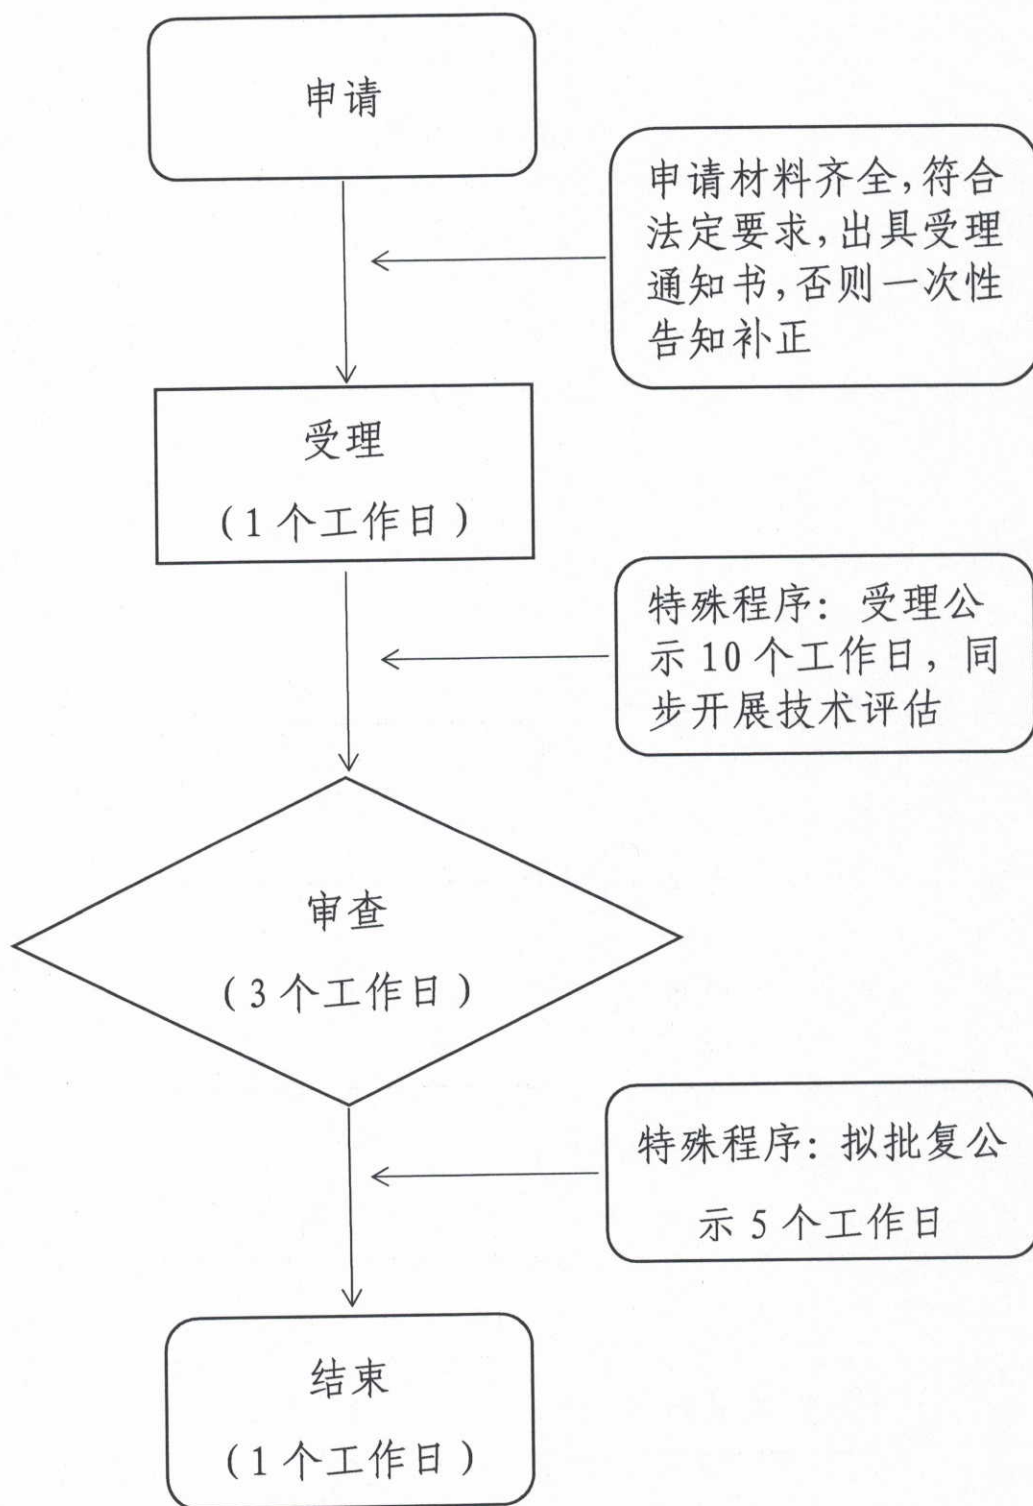 申请
申请材料齐全，符合
法定要求，出具受理
通知书，否则一次性
告知补正
受理
（1个工作日）
特殊程序：受理公
示10个工作日，同
步开展技术评估
审查
（3个工作日）
特殊程序：拟批复公
示5个工作日
结束
（1个工作日）